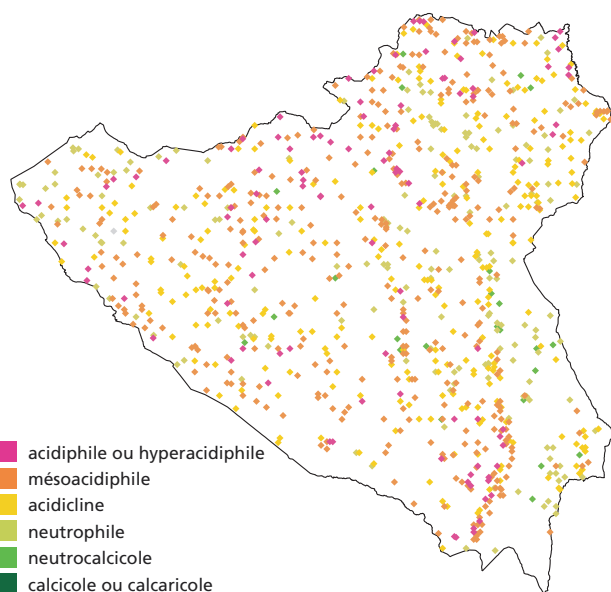 acidiphile ou hyperacidiphile
mésoacidiphile
acidicline
neutrophile
neutrocalcicole
calcicole ou calcaricole